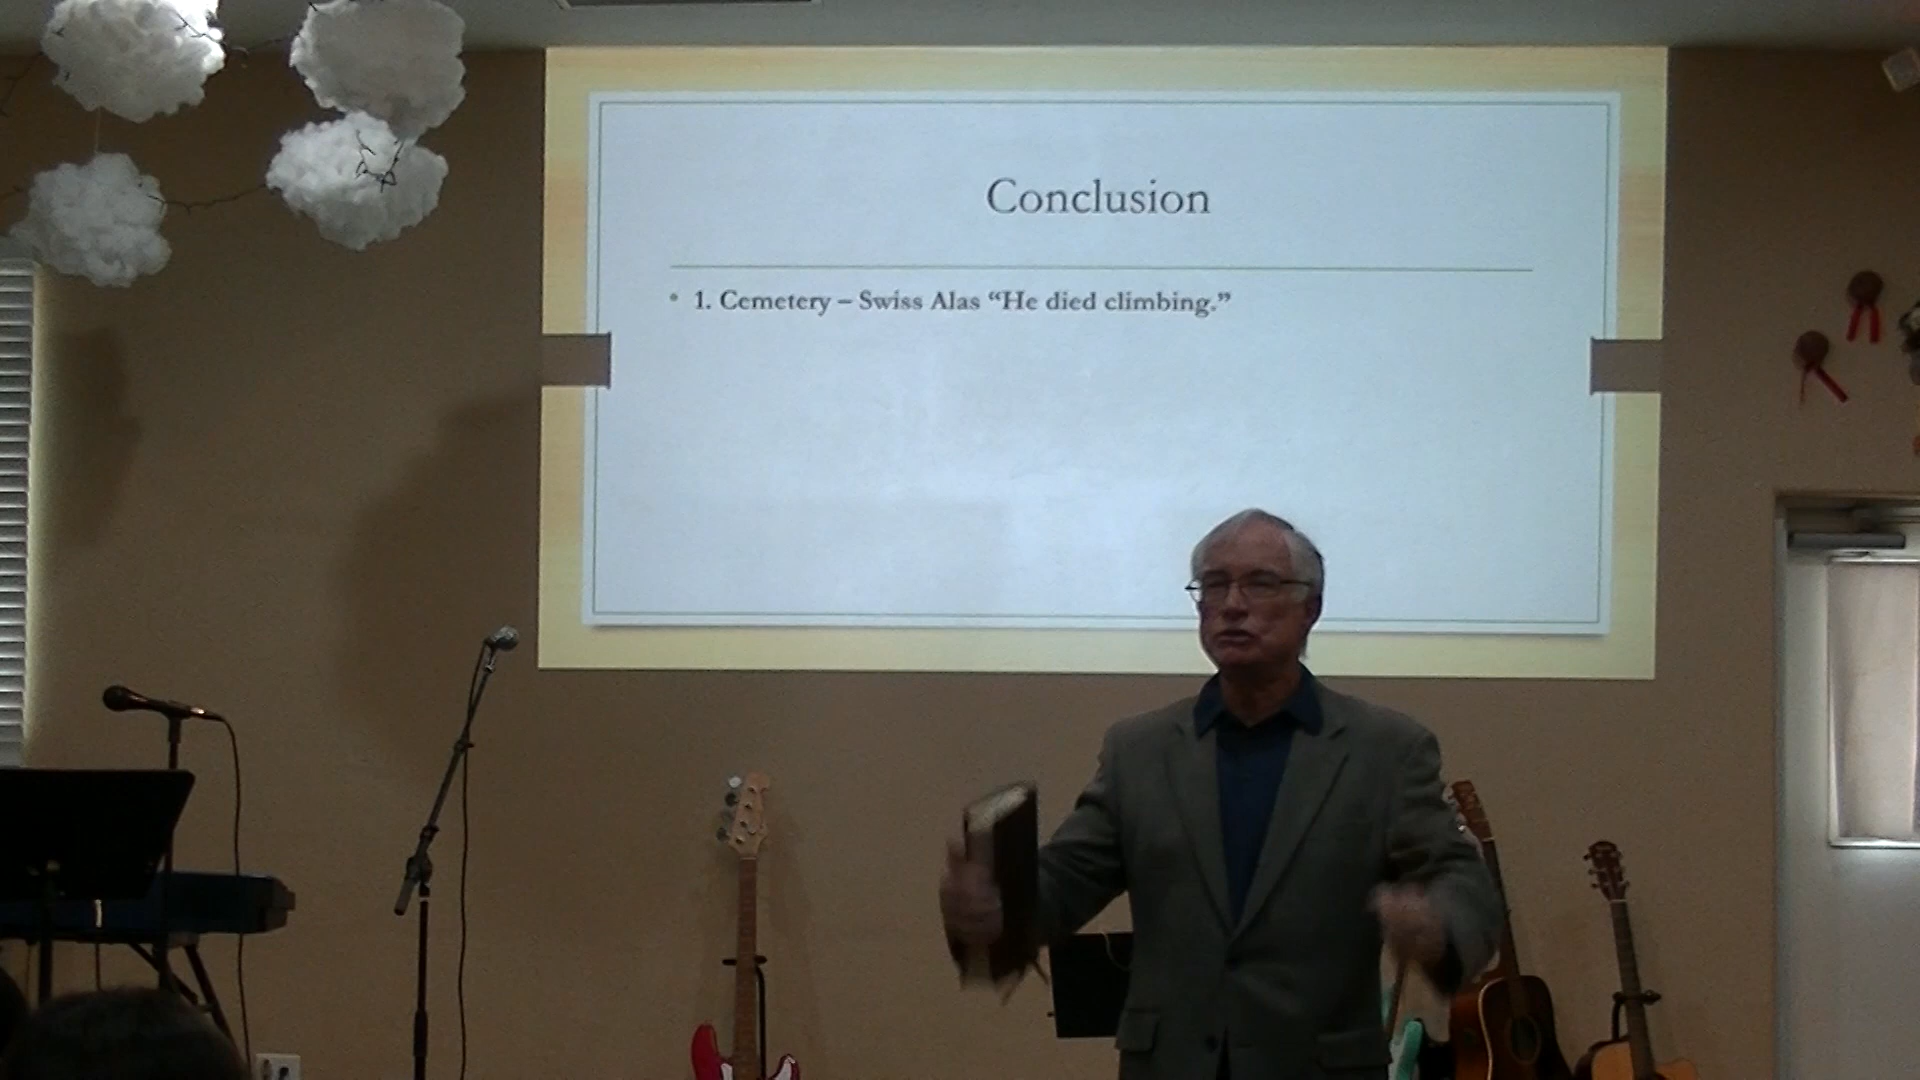 Conclusion
• 1. Cemetery – Swiss Alas “He died climbing.”